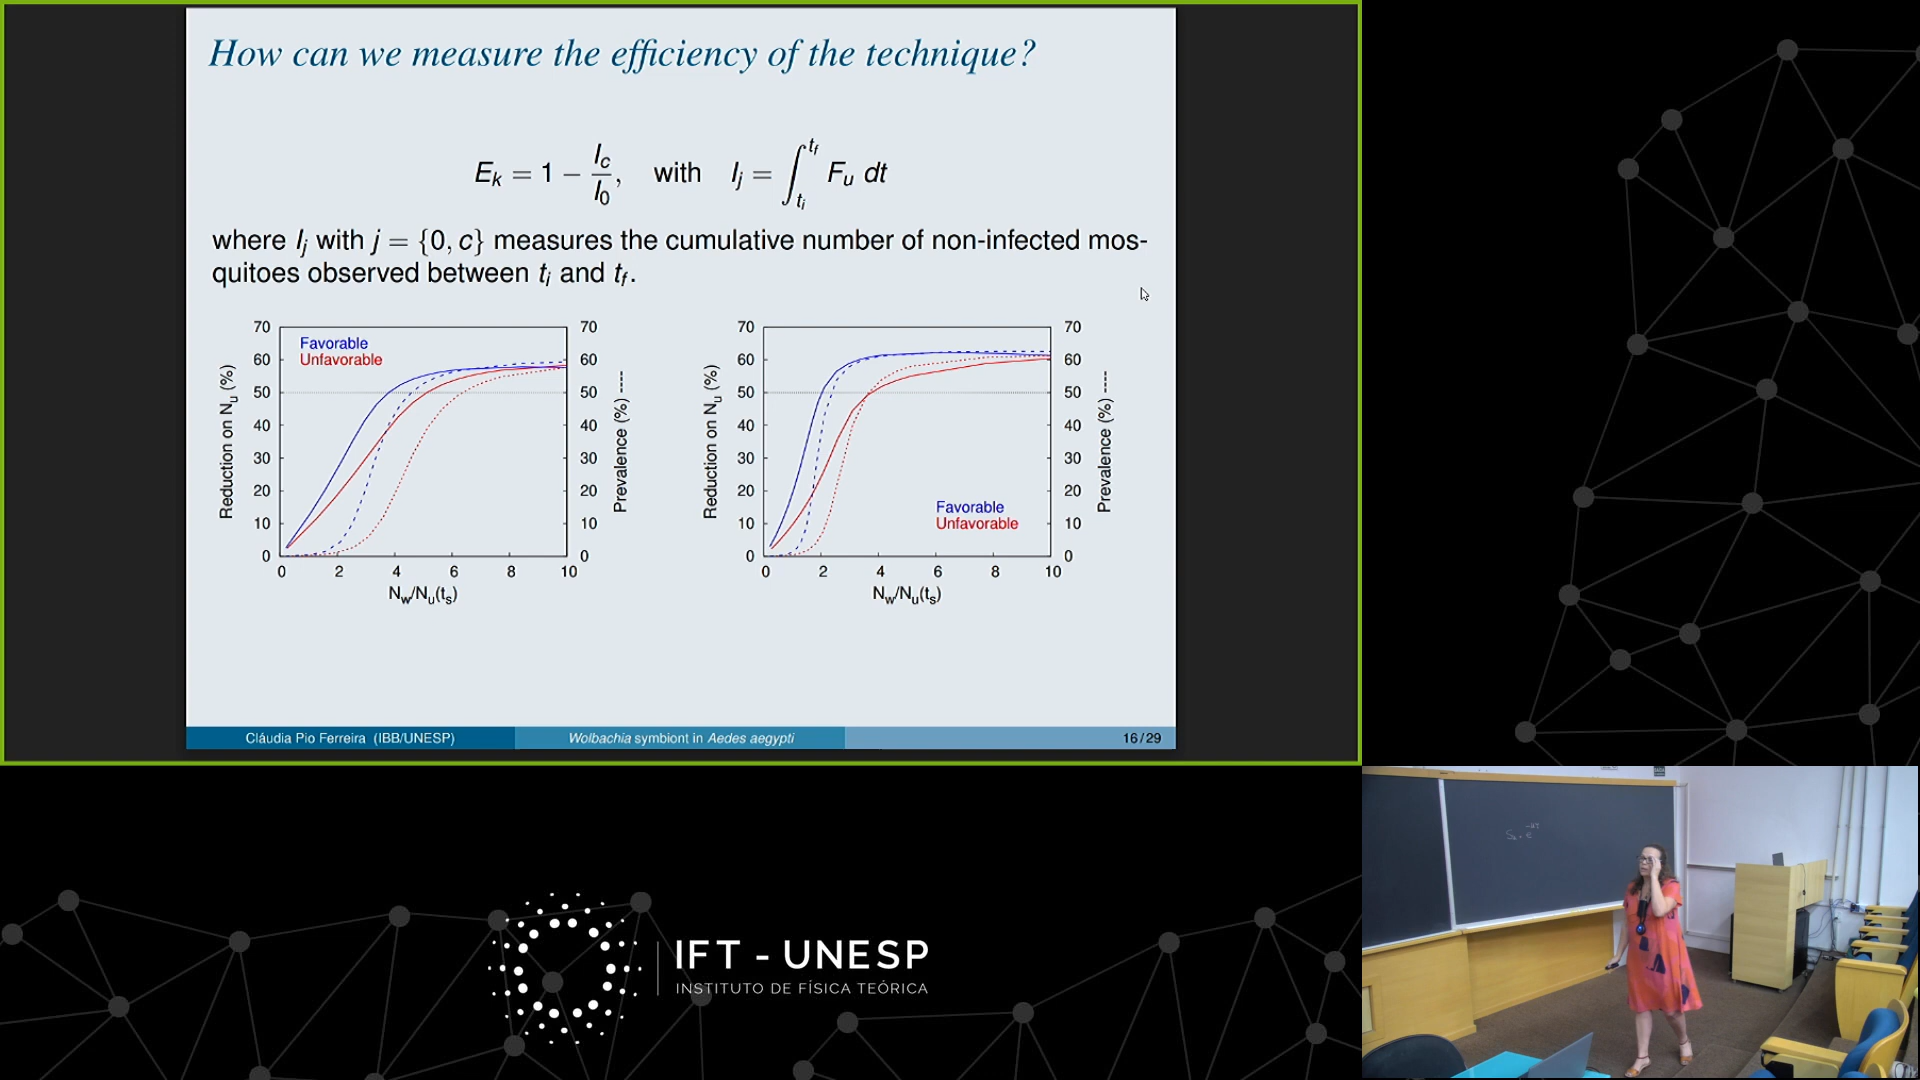 How can we measure the efficiency of the technique?
E_k = 1 − I_c/I_0, with I_j = ∫_{t_i}^{t_f} F_u dt
where I_j with j = {0, c} measures the cumulative number of non-infected mos-
quitoes observed between t_i and t_f.
Favorable
Unfavorable
Reduction on N_u (%)
70
60
50
40
30
20
10
0
0 2 4 6 8 10
N_w/N_u(t_s)
70
60
50
40
30
20
10
0
Prevalence (%) ----
Reduction on N_u (%)
70
60
50
40
30
20
10
0
Favorable
Unfavorable
0 2 4 6 8 10
N_w/N_u(t_s)
70
60
50
40
30
20
10
0
Prevalence (%) ----
Cláudia Pio Ferreira (IBB/UNESP)
Wolbachia symbiont in Aedes aegypti
16/29
IFT - UNESP
INSTITUTO DE FÍSICA TEÓRICA